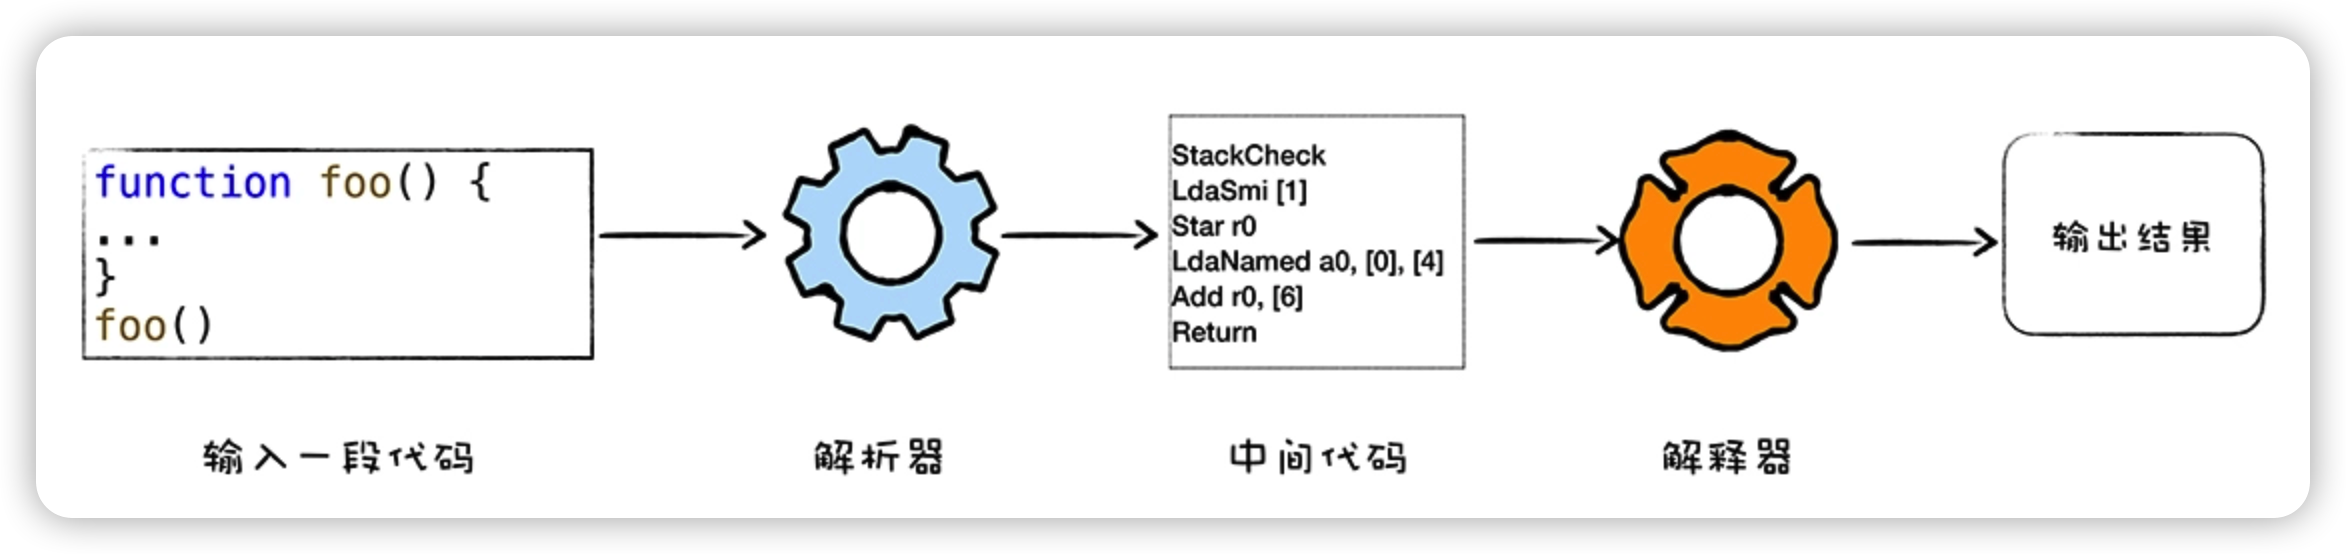 function foo() {
...
}
foo()
输入一段代码
解析器
StackCheck
LdaSmi [1]
Star r0
LdaNamed a0, [0], [4]
Add r0, [6]
Return
中间代码
解释器
输出结果